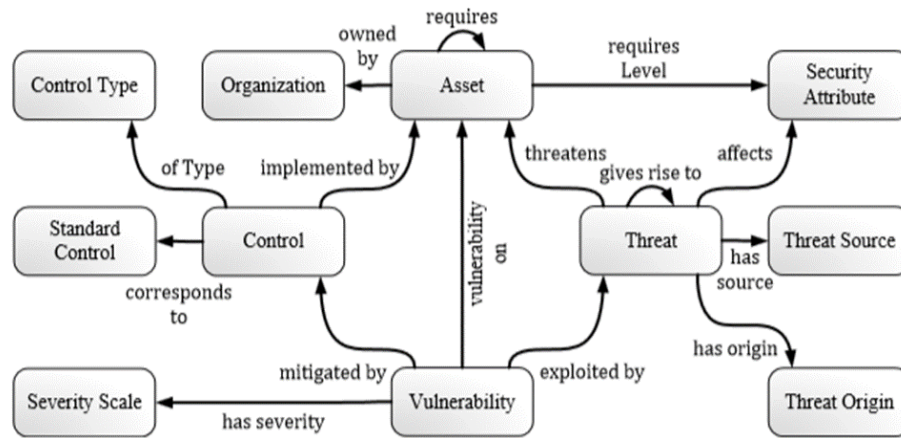 requires
owned
by
requires
Level
Control Type
Organization
Asset
Security
Attribute
of Type
implemented by
threatens
affects
gives rise to
vulnerability
on
Standard
Control
Control
Threat
Threat Source
has
source
corresponds
to
mitigated by
exploited by
has origin
Severity Scale
has severity
Vulnerability
Threat Origin